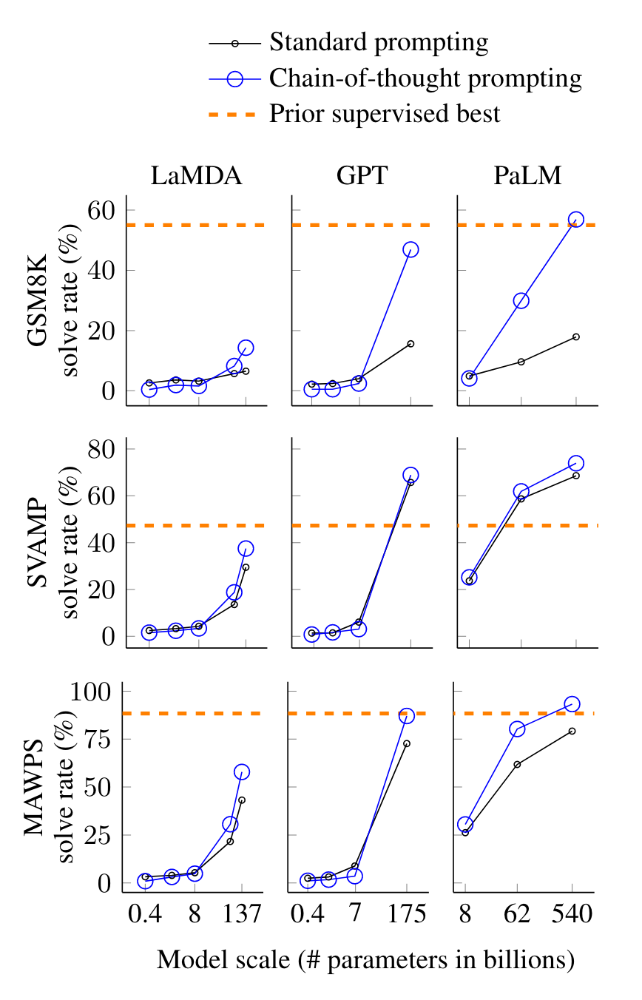 Standard prompting
Chain-of-thought prompting
Prior supervised best
LaMDA
GPT
PaLM
GSM8K
solve rate (%)
60
40
20
0
SVAMP
solve rate (%)
80
60
40
20
0
MAWPS
solve rate (%)
100
75
50
25
0
0.4 8 137
0.4 7 175
8 62 540
Model scale (# parameters in billions)